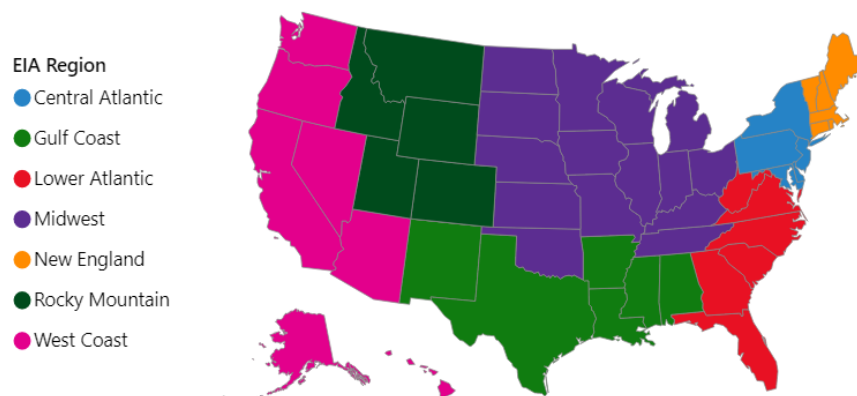 EIA Region
Central Atlantic
Gulf Coast
Lower Atlantic
Midwest
New England
Rocky Mountain
West Coast